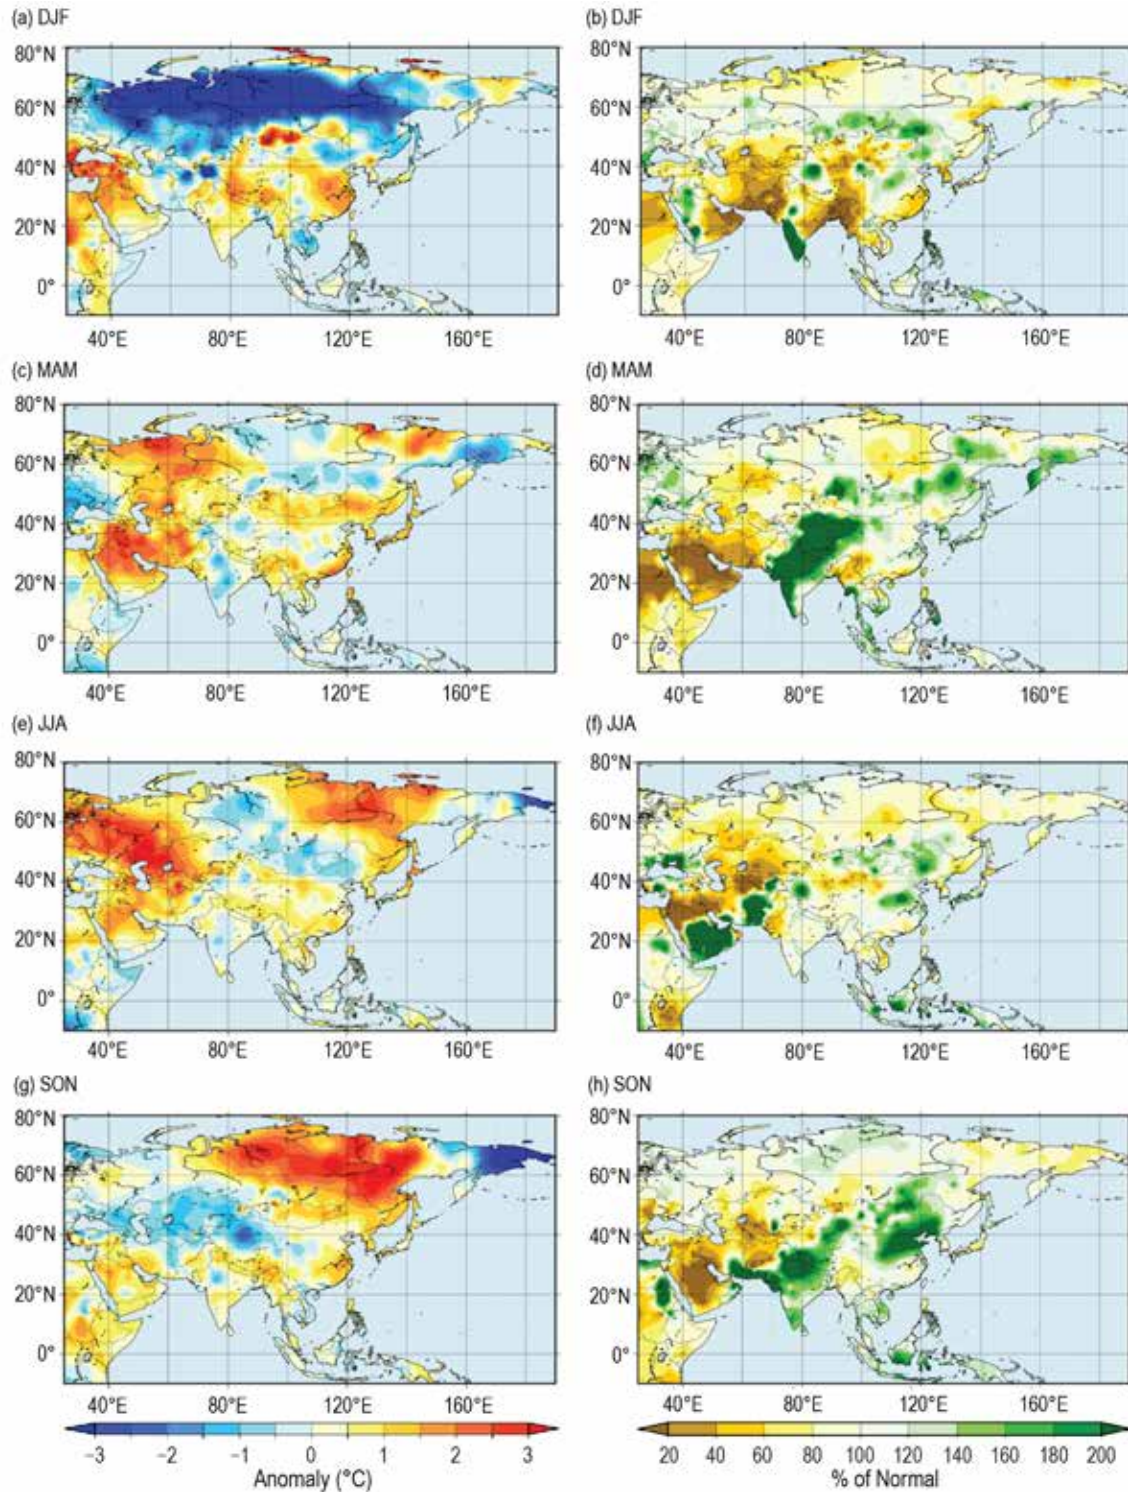 (a) DJF
(b) DJF
80°N
60°N
40°N
20°N
0°
40°E 80°E 120°E 160°E
80°N
60°N
40°N
20°N
0°
40°E 80°E 120°E 160°E
(c) MAM
(d) MAM
80°N
60°N
40°N
20°N
0°
40°E 80°E 120°E 160°E
80°N
60°N
40°N
20°N
0°
40°E 80°E 120°E 160°E
(e) JJA
(f) JJA
80°N
60°N
40°N
20°N
0°
40°E 80°E 120°E 160°E
80°N
60°N
40°N
20°N
0°
40°E 80°E 120°E 160°E
(g) SON
(h) SON
80°N
60°N
40°N
20°N
0°
40°E 80°E 120°E 160°E
80°N
60°N
40°N
20°N
0°
40°E 80°E 120°E 160°E
−3 −2 −1 0 1 2 3
Anomaly (°C)
20 40 60 80 100 120 140 160 180 200
% of Normal